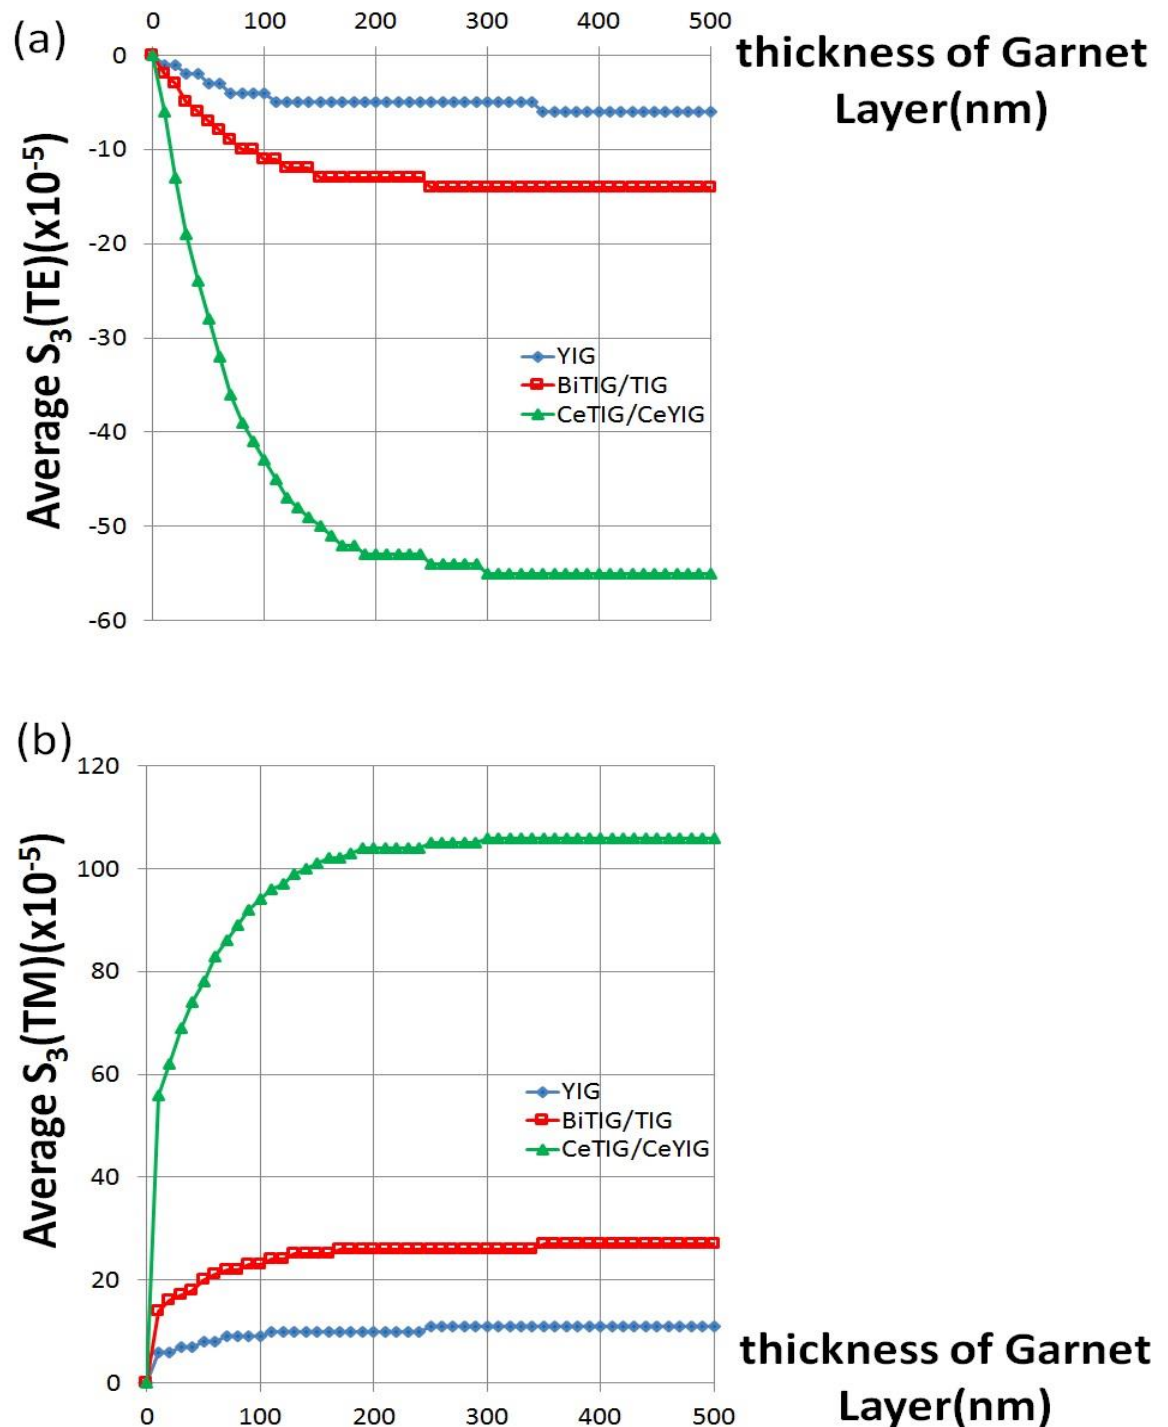 (a)
0 100 200 300 400 500
thickness of Garnet
Layer(nm)
0
-10
-20
-30
-40
-50
-60
Average S₃(TE)(x10⁻⁵)
YIG
BiTIG/TIG
CeTIG/CeYIG
(b)
120
100
80
60
40
20
0
Average S₃(TM)(x10⁻⁵)
YIG
BiTIG/TIG
CeTIG/CeYIG
thickness of Garnet
Layer(nm)
0 100 200 300 400 500